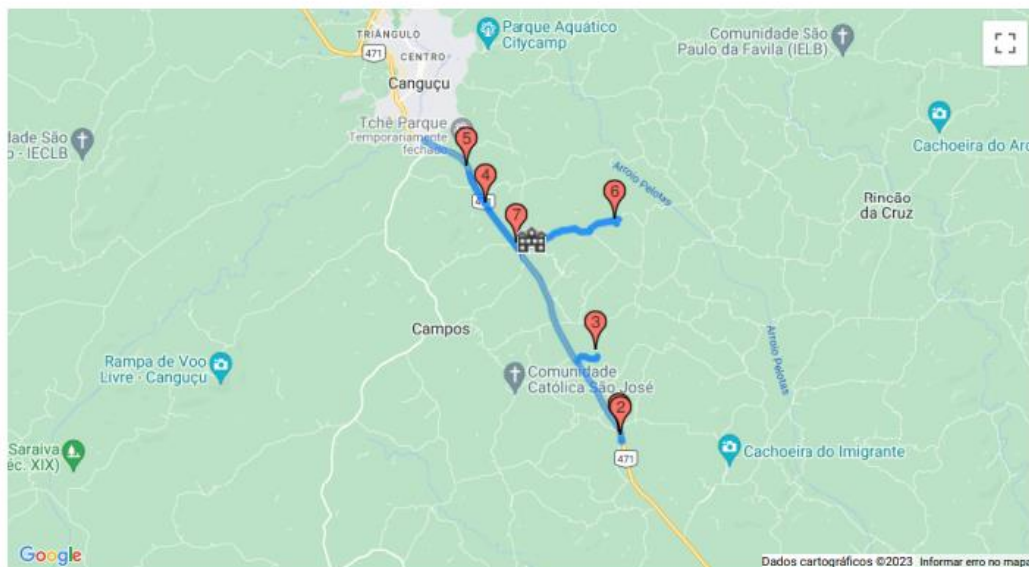 TRIÂNGULO
471
CENTRO
Canguçu
Parque Aquático
Citycamp
Comunidade São
Paulo da Favila (IELB)
Tchê Parque
Temporariamente
fechado
dade São
o - IECLB
Cachoeira do Arc
Arroio Pelotas
Rincão
da Cruz
5
4
6
7
3
2
Campos
Rampa de Voo
Livre - Canguçu
Comunidade
Católica São José
Arroio Pelotas
Saraiva
éc. XIX)
471
Cachoeira do Imigrante
Google
Dados cartográficos ©2023 Informar erro no mapa